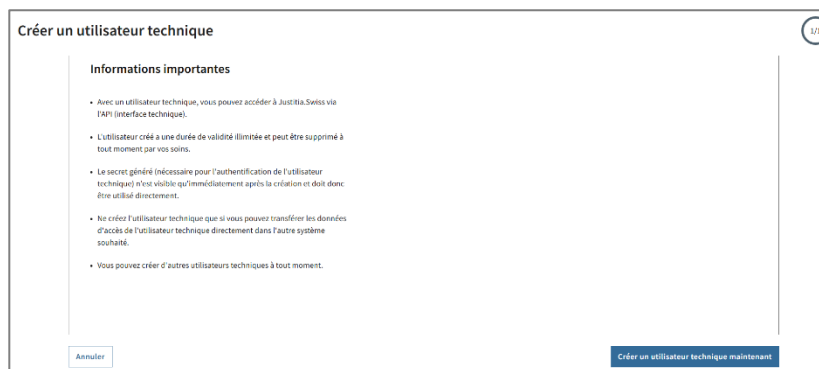 Créer un utilisateur technique
1/1
Informations importantes
• Avec un utilisateur technique, vous pouvez accéder à Justitia.Swiss via
l'API (interface technique).
• L'utilisateur créé a une durée de validité illimitée et peut être supprimé à
tout moment par vos soins.
• Le secret généré (nécessaire pour l'authentification de l'utilisateur
technique) n'est visible qu'immédiatement après la création et doit donc
être utilisé directement.
• Ne créez l'utilisateur technique que si vous pouvez transférer les données
d'accès de l'utilisateur technique directement dans l'autre système
souhaité.
• Vous pouvez créer d'autres utilisateurs techniques à tout moment.
Annuler
Créer un utilisateur technique maintenant